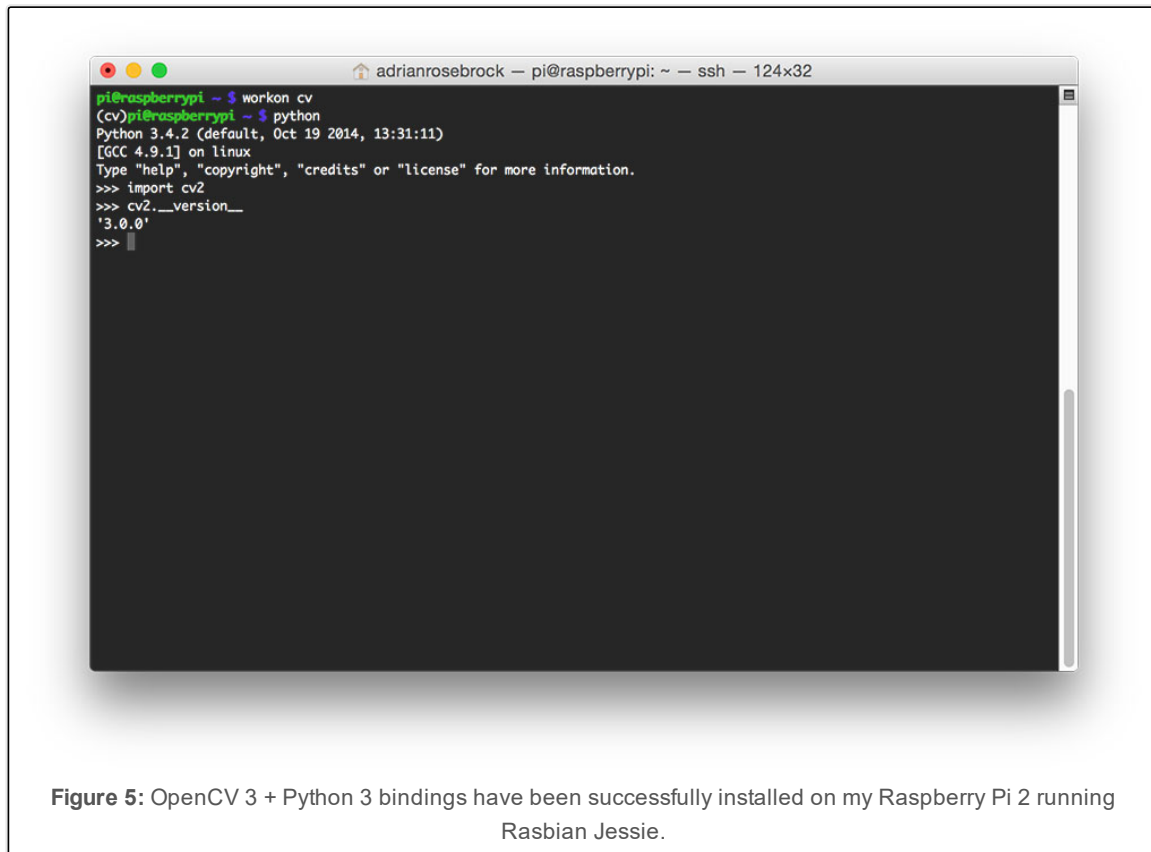 adrianrosebrock — pi@raspberrypi: ~ — ssh — 124×32
pi@raspberrypi ~ $ workon cv
(cv)pi@raspberrypi ~ $ python
Python 3.4.2 (default, Oct 19 2014, 13:31:11)
[GCC 4.9.1] on linux
Type "help", "copyright", "credits" or "license" for more information.
>>> import cv2
>>> cv2.__version__
'3.0.0'
>>>
Figure 5: OpenCV 3 + Python 3 bindings have been successfully installed on my Raspberry Pi 2 running
Rasbian Jessie.